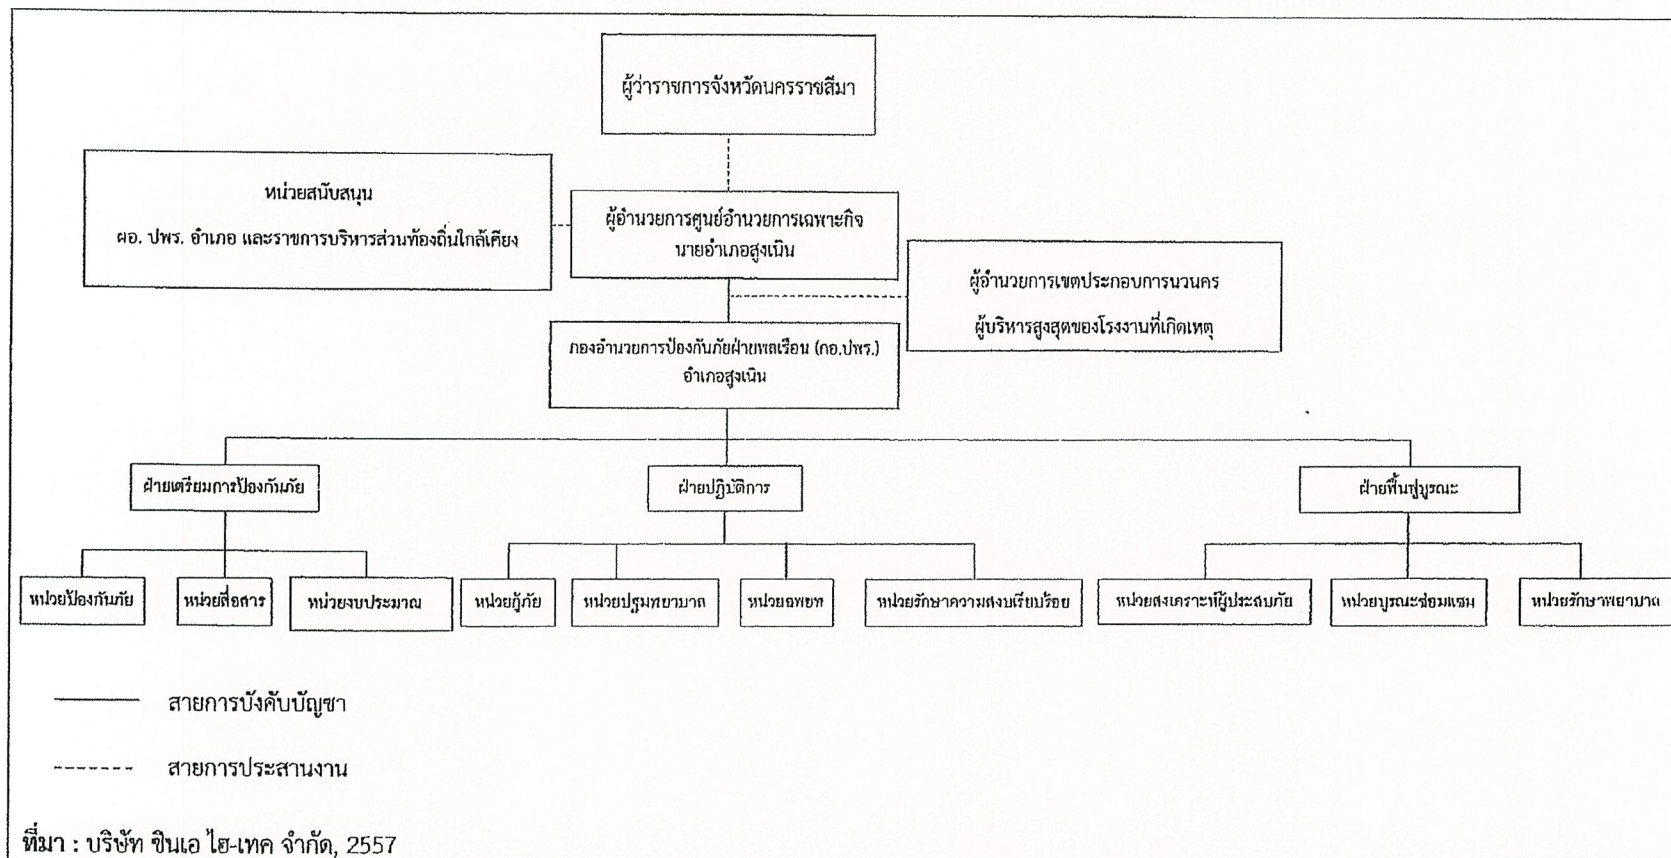 ผู้ว่าราชการจังหวัดนครราชสีมา
หน่วยสนับสนุน
ผอ. ปพร. อำเภอ และราชการบริหารส่วนท้องถิ่นใกล้เคียง
ผู้อำนวยการศูนย์อำนวยการเฉพาะกิจ
นายอำเภอสูงเนิน
ผู้อำนวยการเขตประกอบการนวนคร
ผู้บริหารสูงสุดของโรงงานที่เกิดเหตุ
กองอำนวยการป้องกันภัยฝ่ายพลเรือน (กอ.ปพร.)
อำเภอสูงเนิน
ฝ่ายเตรียมการป้องกันภัย
ฝ่ายปฏิบัติการ
ฝ่ายฟื้นฟูบูรณะ
หน่วยป้องกันภัย
หน่วยสื่อสาร
หน่วยงบประมาณ
หน่วยกู้ภัย
หน่วยปฐมพยาบาล
หน่วยอพยพ
หน่วยรักษาความสงบเรียบร้อย
หน่วยสงเคราะห์ผู้ประสบภัย
หน่วยบูรณะซ่อมแซม
หน่วยรักษาพยาบาล
สายการบังคับบัญชา
สายการประสานงาน
ที่มา : บริษัท ชินเอ ไฮ-เทค จำกัด, 2557